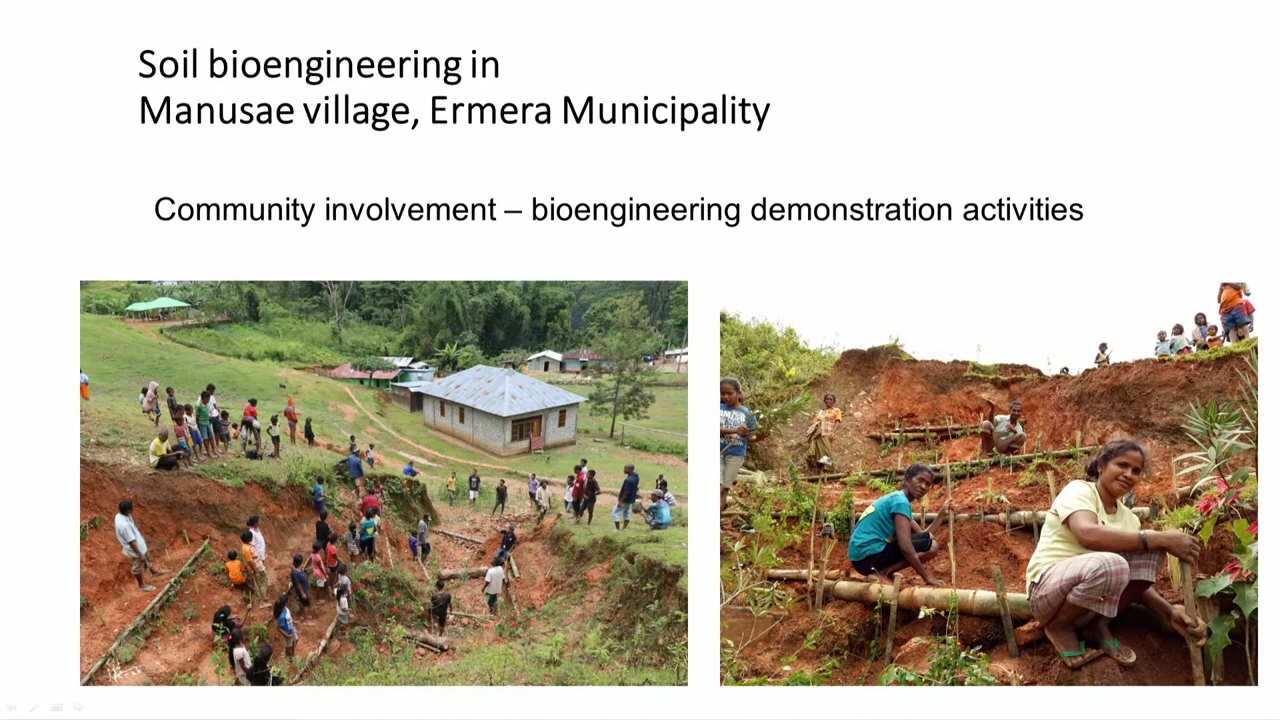 Soil bioengineering in
Manusae village, Ermera Municipality
Community involvement – bioengineering demonstration activities